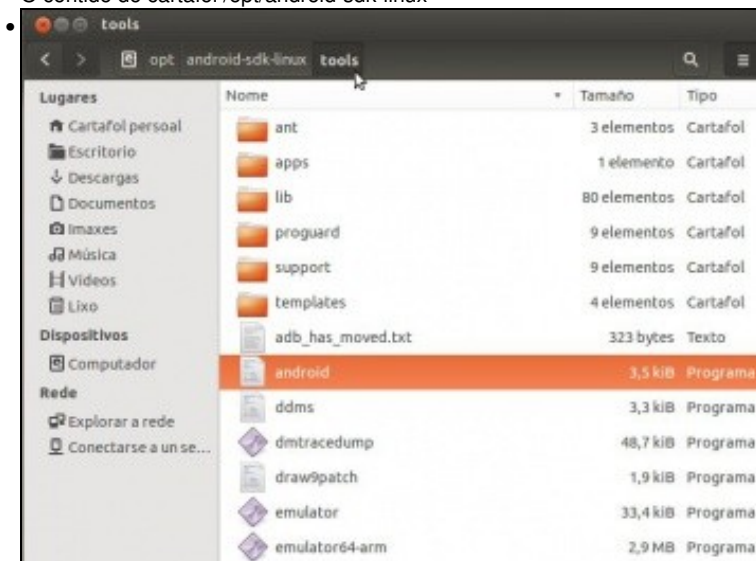 O contido do cartafol /opt/android-sdk-linux
tools
opt android-sdk-linux tools
Lugares
Cartafol persoal
Escritorio
Descargas
Documentos
Imaxes
Música
Vídeos
Lixo
Dispositivos
Computador
Rede
Explorar a rede
Conectarse a un se...
Nome Tamaño Tipo
ant 3 elementos Cartafol
apps 1 elemento Cartafol
lib 80 elementos Cartafol
proguard 9 elementos Cartafol
support 9 elementos Cartafol
templates 4 elementos Cartafol
adb_has_moved.txt 323 bytes Texto
android 3,5 kiB Programa
ddms 3,3 kiB Programa
dmtracedump 48,7 kiB Programa
draw9patch 1,9 kiB Programa
emulator 33,4 kiB Programa
emulator64-arm 2,9 MB Programa